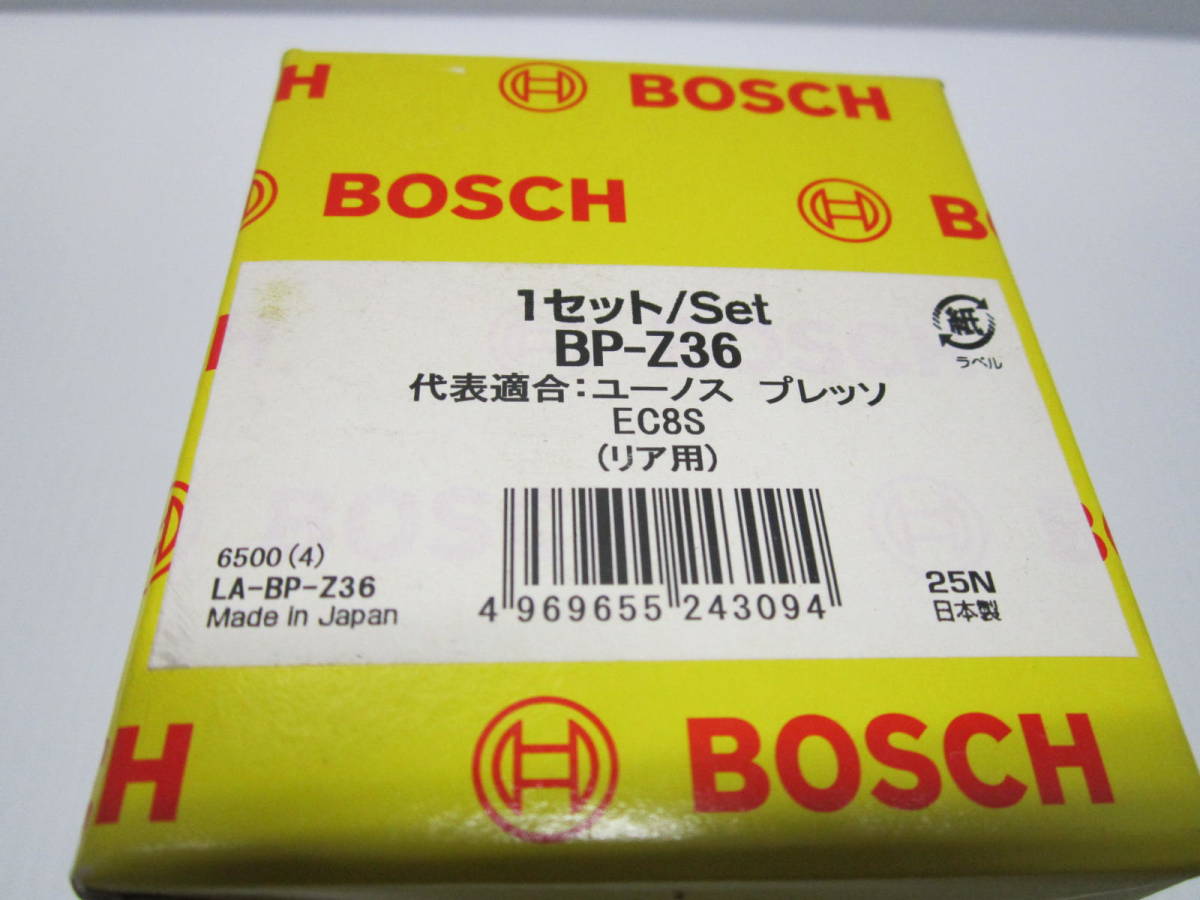 H BOSCH
BOSCH B
1セット/Set
BP-Z36
紙
ラベル
代表適合:ユーノス プレッソ
EC8S
(リア用)
6500(4)
LA-BP-Z36
Made in Japan
4 969655 243094
25N
日本製
H BOSCH